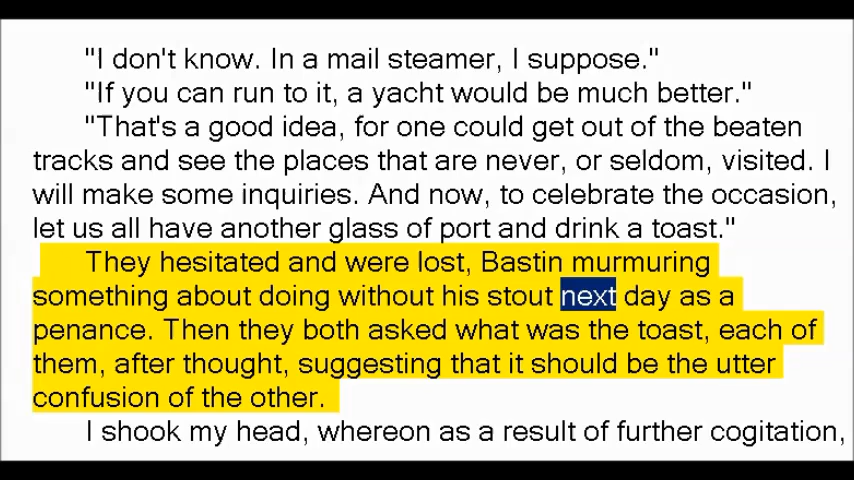 "I don't know. In a mail steamer, I suppose."
"If you can run to it, a yacht would be much better."
"That's a good idea, for one could get out of the beaten
tracks and see the places that are never, or seldom, visited. I
will make some inquiries. And now, to celebrate the occasion,
let us all have another glass of port and drink a toast."
They hesitated and were lost, Bastin murmuring
something about doing without his stout next day as a
penance. Then they both asked what was the toast, each of
them, after thought, suggesting that it should be the utter
confusion of the other.
I shook my head, whereon as a result of further cogitation,